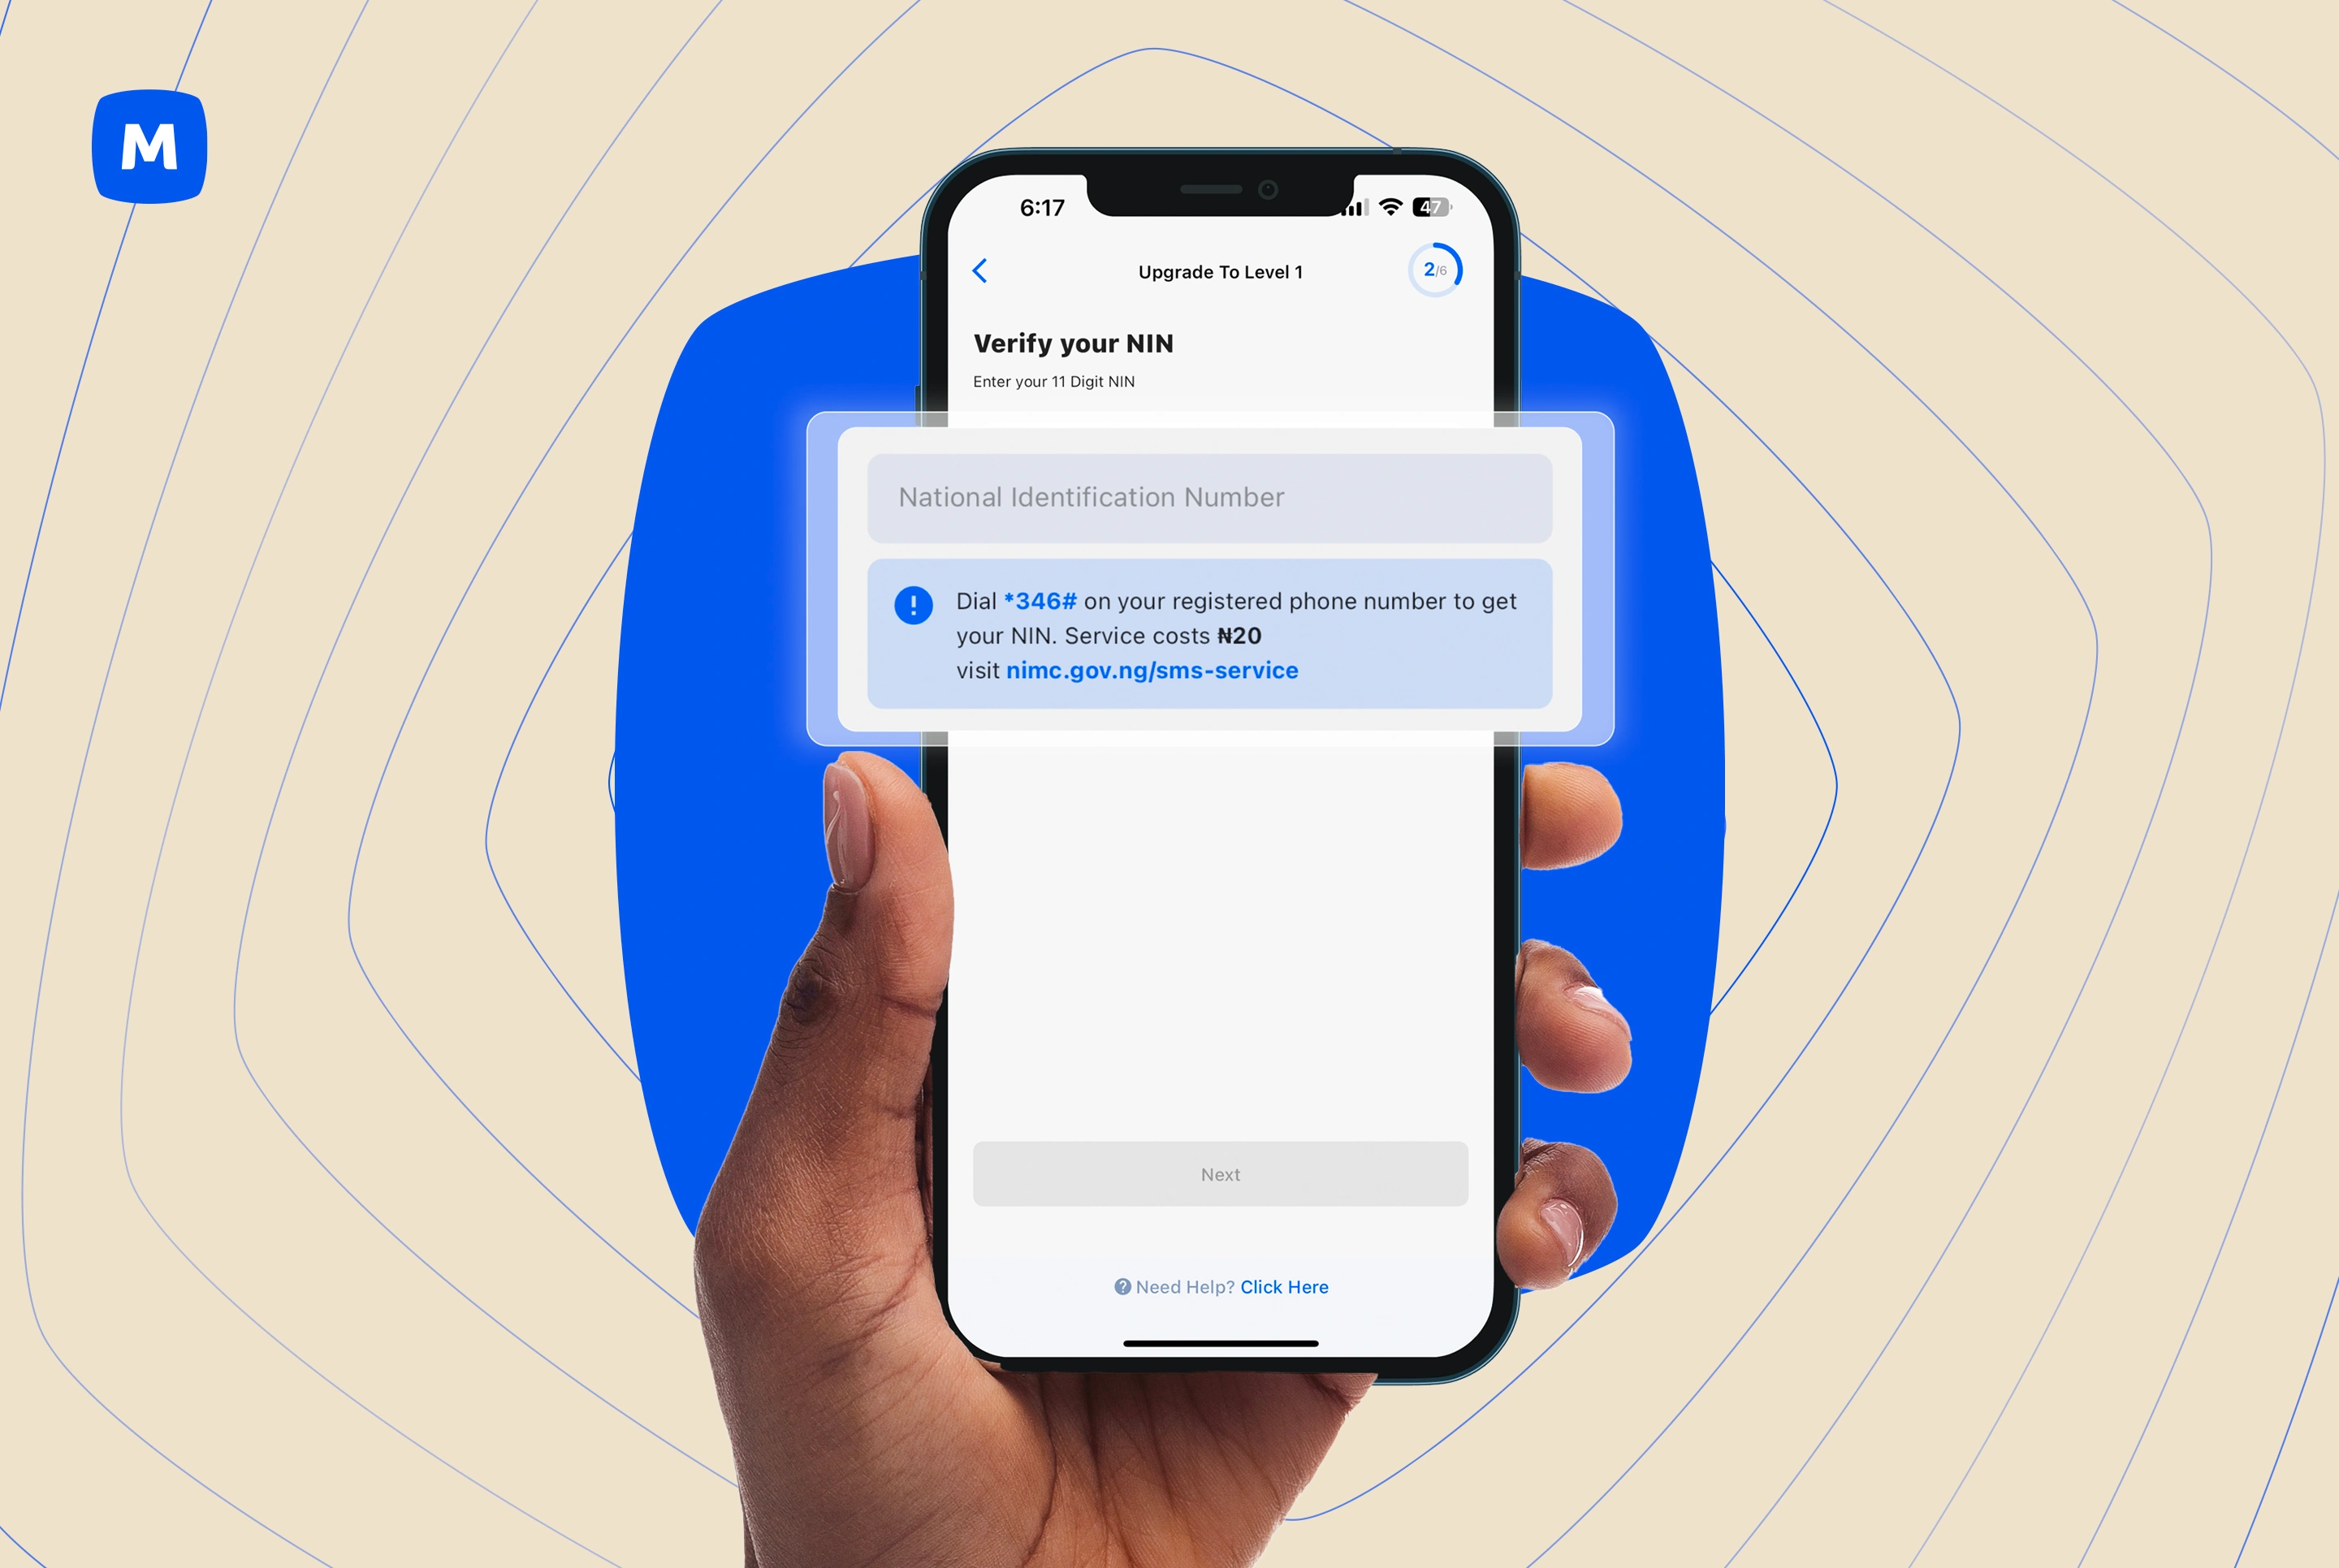 M
6:17
47
Upgrade To Level 1
2/6
Verify your NIN
Enter your 11 Digit NIN
National Identification Number
! Dial *346# on your registered phone number to get
your NIN. Service costs ₦20
visit nimc.gov.ng/sms-service
Next
? Need Help? Click Here